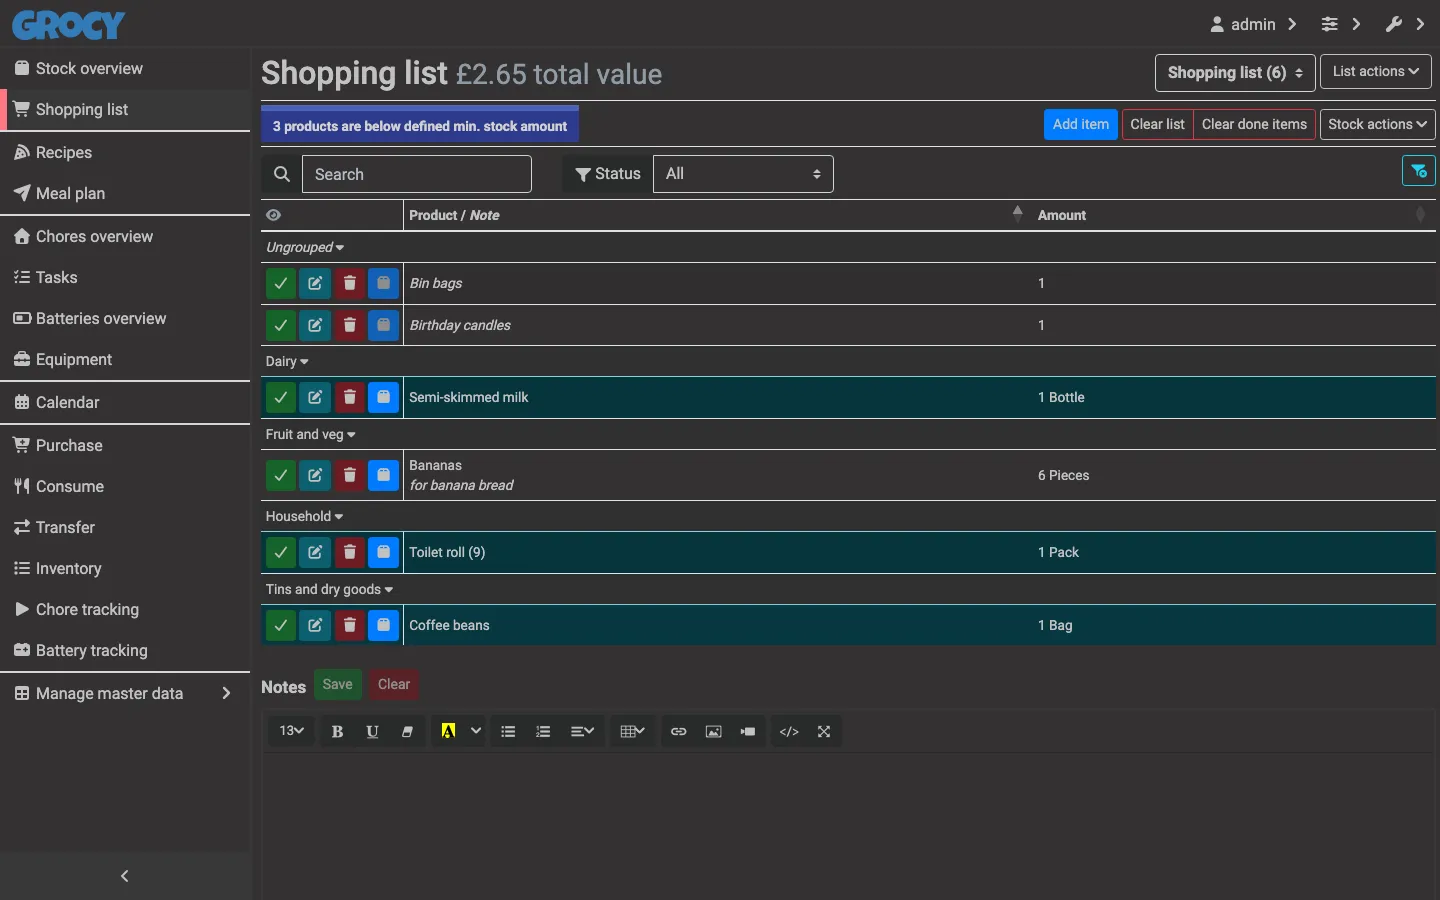 GROCY
admin
Stock overview
Shopping list
Recipes
Meal plan
Chores overview
Tasks
Batteries overview
Equipment
Calendar
Purchase
Consume
Transfer
Inventory
Chore tracking
Battery tracking
Manage master data
Shopping list £2.65 total value
Shopping list (6)
List actions
3 products are below defined min. stock amount
Add item
Clear list
Clear done items
Stock actions
Search
Status
All
Product / Note
Amount
Ungrouped
Bin bags 1
Birthday candles 1
Dairy
Semi-skimmed milk 1 Bottle
Fruit and veg
Bananas
for banana bread
6 Pieces
Household
Toilet roll (9) 1 Pack
Tins and dry goods
Coffee beans 1 Bag
Notes Save Clear
13 B U A </>